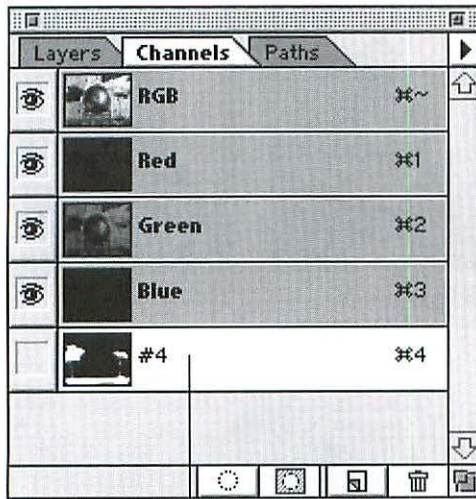 Layers Channels Paths
RGB ⌘~
Red ⌘1
Green ⌘2
Blue ⌘3
#4 ⌘4